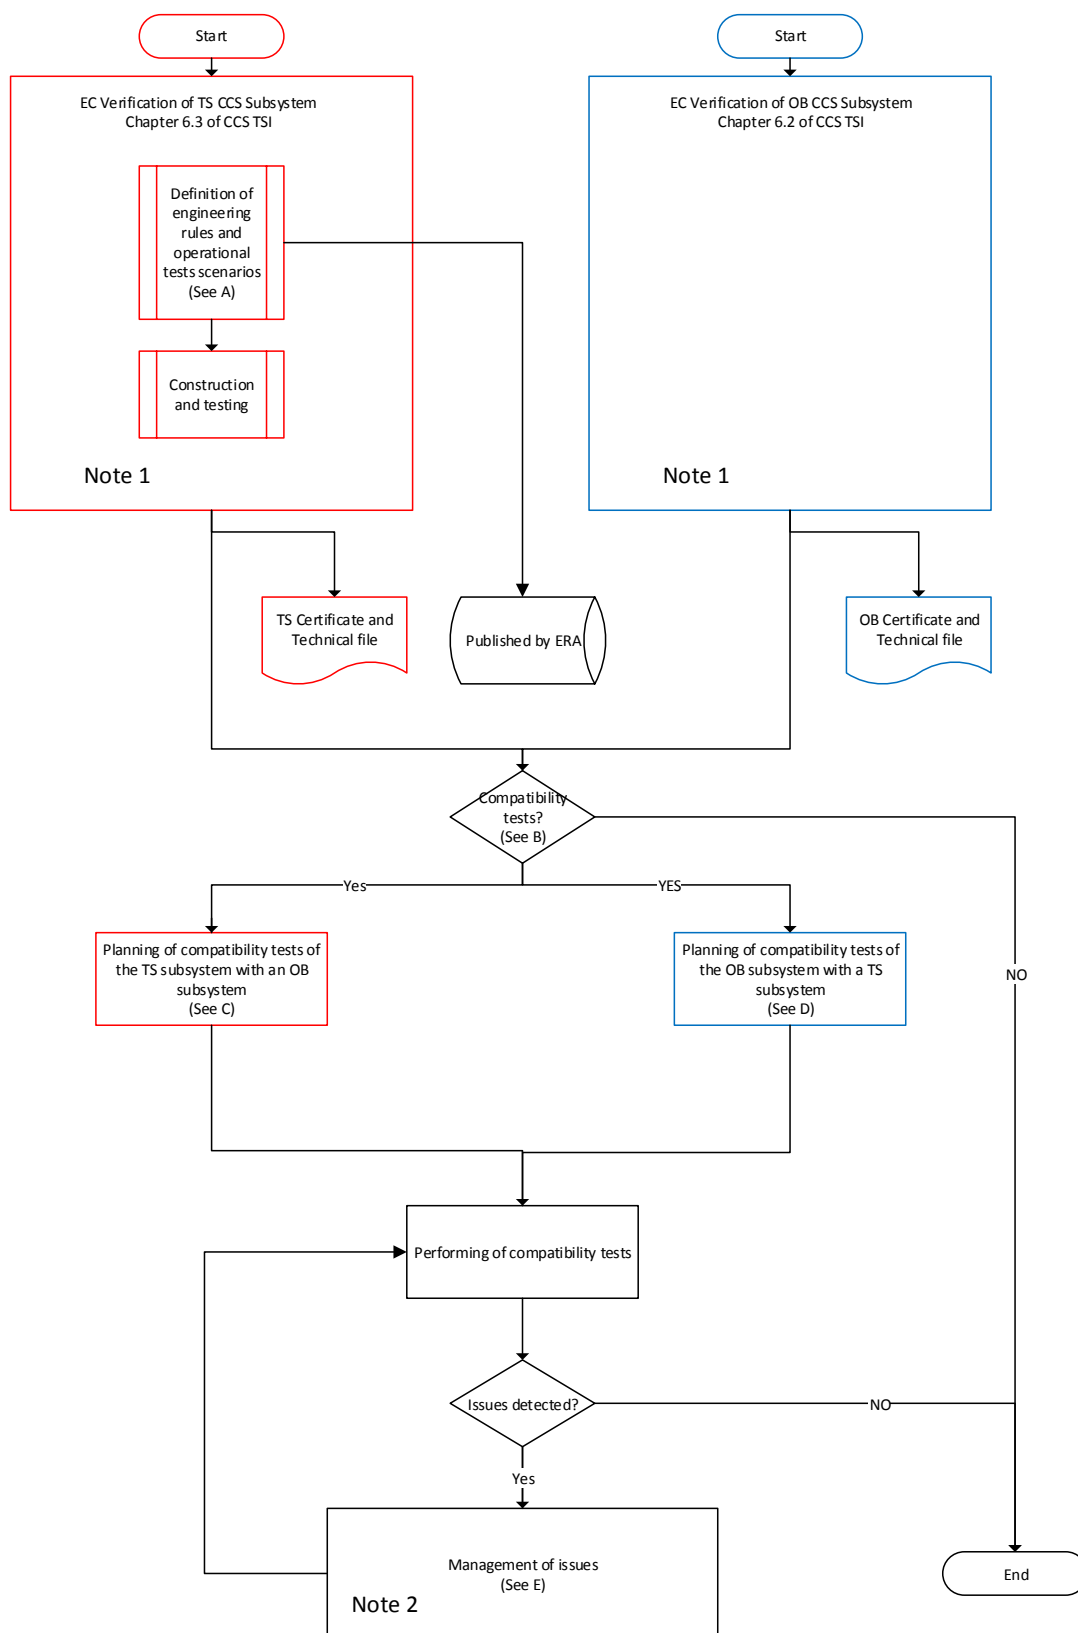 Start
Start
EC Verification of TS CCS Subsystem
Chapter 6.3 of CCS TSI
EC Verification of OB CCS Subsystem
Chapter 6.2 of CCS TSI
Definition of
engineering
rules and
operational
tests scenarios
(See A)
Construction
and testing
Note 1
Note 1
TS Certificate and
Technical file
Published by ERA
OB Certificate and
Technical file
Compatibility
tests?
(See B)
Yes
YES
Planning of compatibility tests of
the TS subsystem with an OB
subsystem
(See C)
Planning of compatibility tests of
the OB subsystem with a TS
subsystem
(See D)
NO
Performing of compatibility tests
Issues detected?
NO
Yes
Management of issues
(See E)
Note 2
End